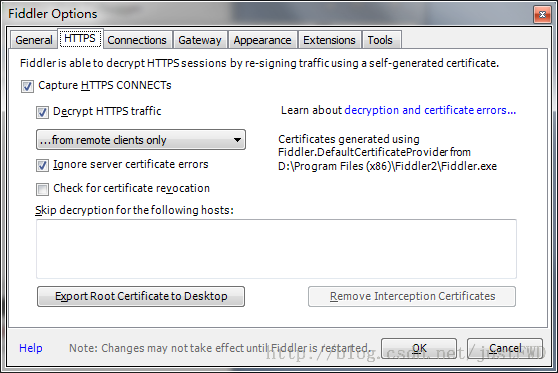 Fiddler Options
General HTTPS Connections Gateway Appearance Extensions Tools
Fiddler is able to decrypt HTTPS sessions by re-signing traffic using a self-generated certificate.
Capture HTTPS CONNECTs
Decrypt HTTPS traffic
Learn about decryption and certificate errors...
...from remote clients only
Certificates generated using
Fiddler.DefaultCertificateProvider from
D:\Program Files (x86)\Fiddler2\Fiddler.exe
Ignore server certificate errors
Check for certificate revocation
Skip decryption for the following hosts:
Export Root Certificate to Desktop
Remove Interception Certificates
Help
Note: Changes may not take effect until Fiddler is restarted.
OK
Cancel
http://blog.csdn.net/justFWD